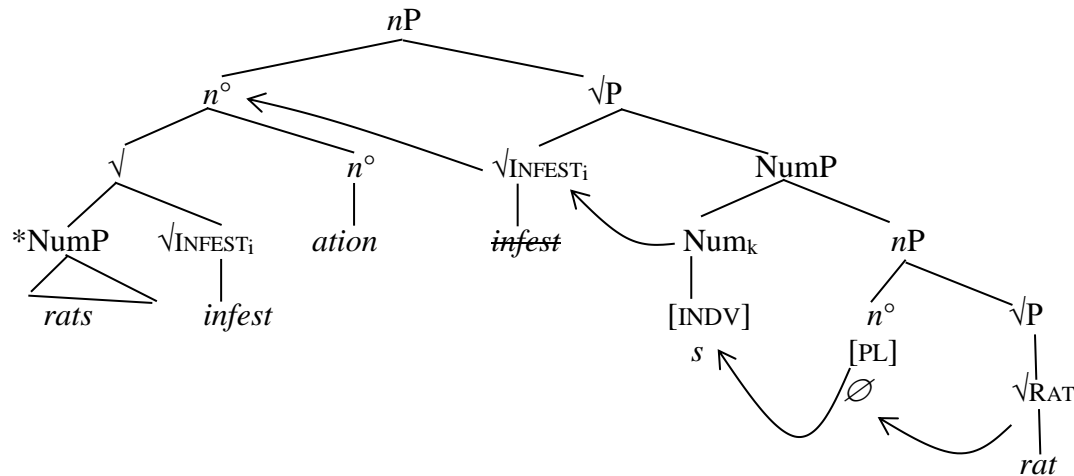 nP
n° √P
√ n° √INFESTi NumP
*NumP √INFESTi ation infest Numk nP
rats infest [INDV] n° √P
s [PL]
∅ √RAT
rat